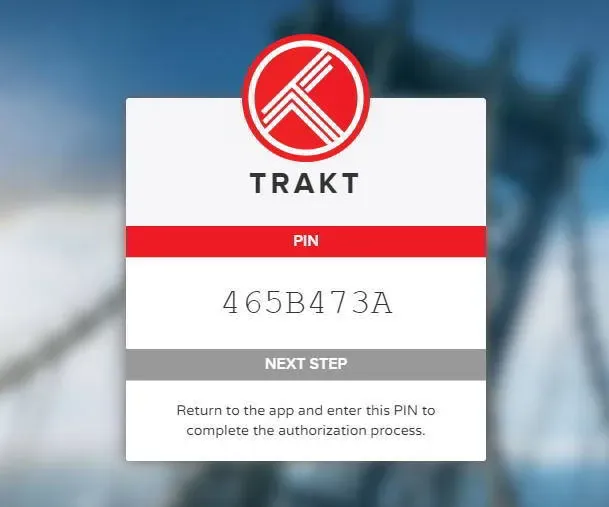 TRAKT
PIN
465B473A
NEXT STEP
Return to the app and enter this PIN to
complete the authorization process.